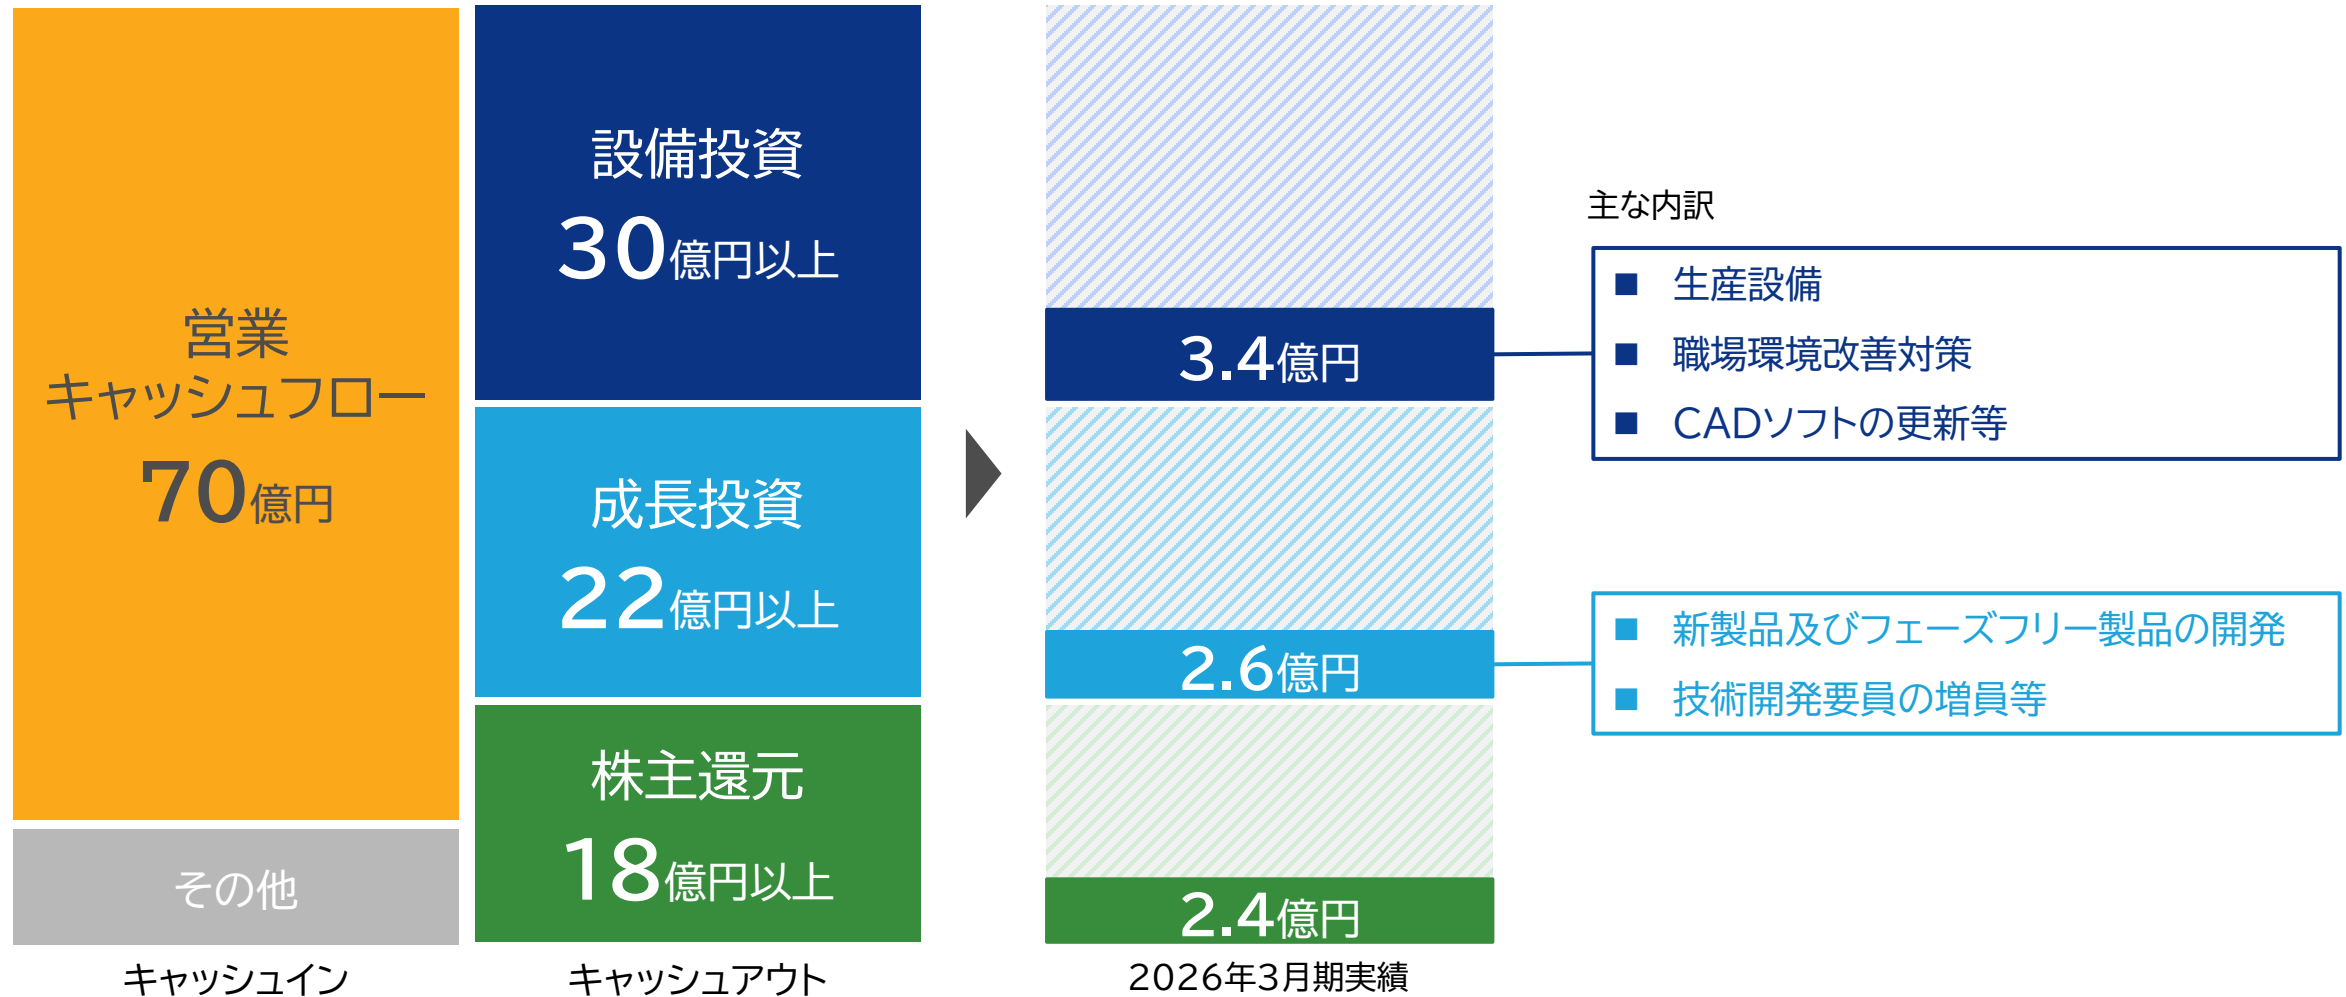 営業
キャッシュフロー
70億円
その他
キャッシュイン
設備投資
30億円以上
成長投資
22億円以上
株主還元
18億円以上
キャッシュアウト
3.4億円
2.6億円
2.4億円
2026年3月期実績
主な内訳
■ 生産設備
■ 職場環境改善対策
■ CADソフトの更新等
■ 新製品及びフェーズフリー製品の開発
■ 技術開発要員の増員等